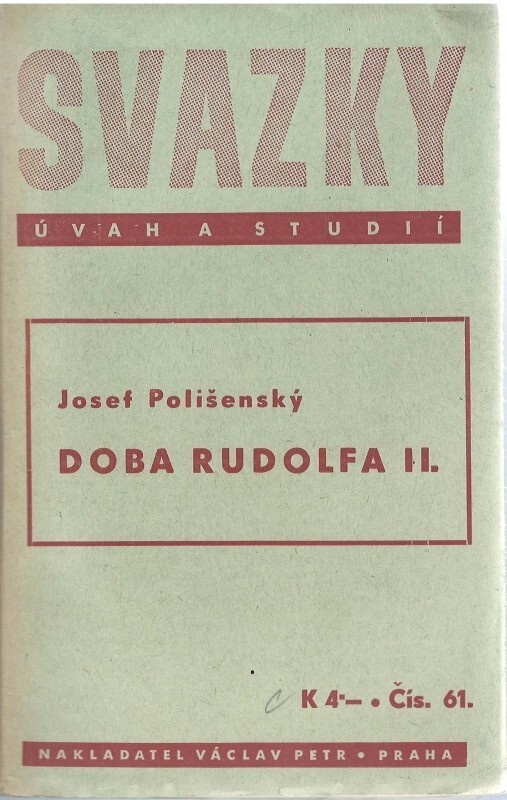 SVAZKY
ÚVAH A STUDIÍ
Josef Polišenský
DOBA RUDOLFA II.
K 4·— • Čís. 61.
NAKLADATEL VÁCLAV PETR • PRAHA